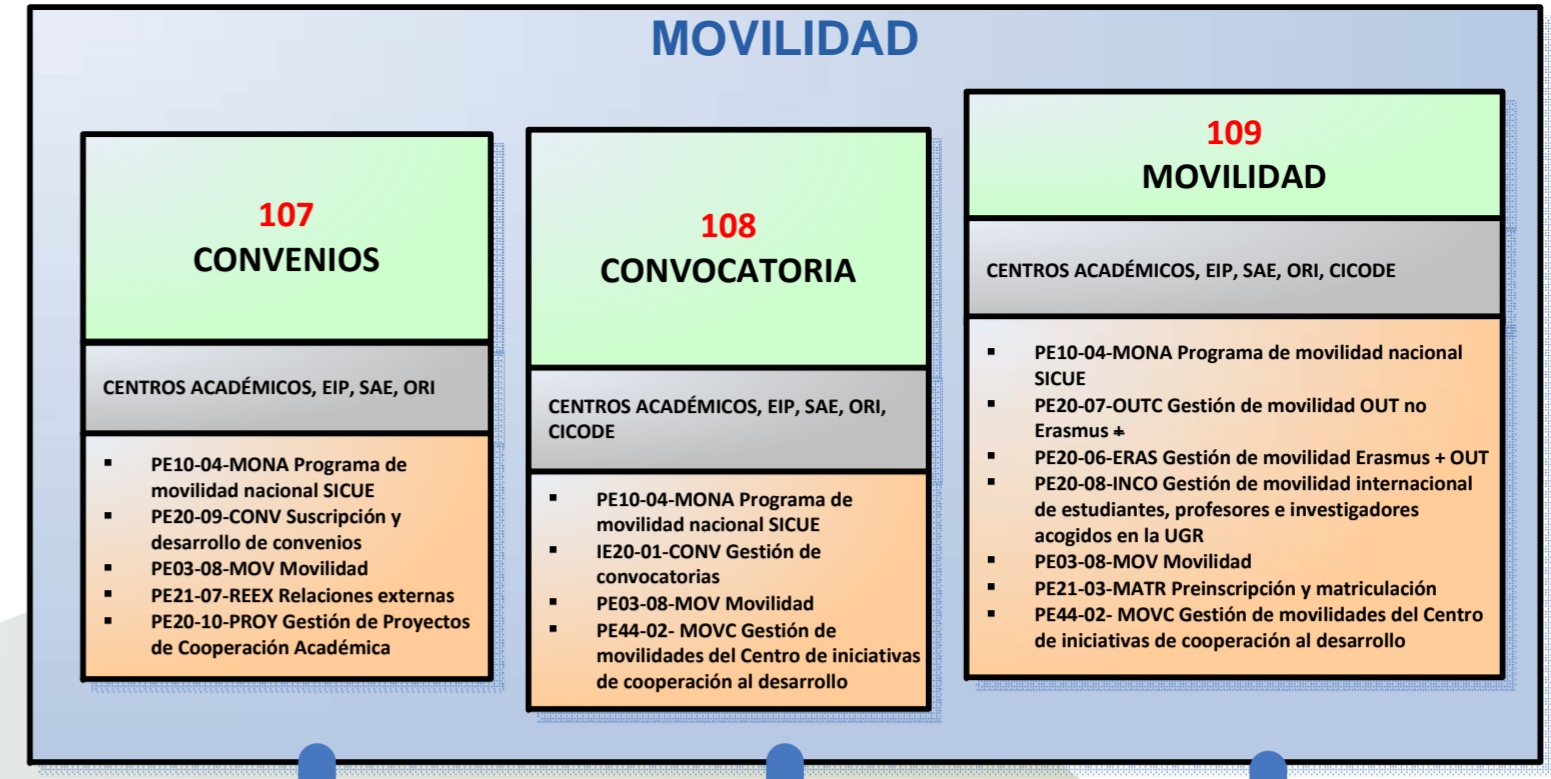 MOVILIDAD
107
CONVENIOS
CENTROS ACADÉMICOS, EIP, SAE, ORI
▪ PE10-04-MONA Programa de
movilidad nacional SICUE
▪ PE20-09-CONV Suscripción y
desarrollo de convenios
▪ PE03-08-MOV Movilidad
▪ PE21-07-REEX Relaciones externas
▪ PE20-10-PROY Gestión de Proyectos
de Cooperación Académica
108
CONVOCATORIA
CENTROS ACADÉMICOS, EIP, SAE, ORI,
CICODE
▪ PE10-04-MONA Programa de
movilidad nacional SICUE
▪ IE20-01-CONV Gestión de
convocatorias
▪ PE03-08-MOV Movilidad
▪ PE44-02- MOVC Gestión de
movilidades del Centro de iniciativas
de cooperación al desarrollo
109
MOVILIDAD
CENTROS ACADÉMICOS, EIP, SAE, ORI, CICODE
▪ PE10-04-MONA Programa de movilidad nacional
SICUE
▪ PE20-07-OUTC Gestión de movilidad OUT no
Erasmus +
▪ PE20-06-ERAS Gestión de movilidad Erasmus + OUT
▪ PE20-08-INCO Gestión de movilidad internacional
de estudiantes, profesores e investigadores
acogidos en la UGR
▪ PE03-08-MOV Movilidad
▪ PE21-03-MATR Preinscripción y matriculación
▪ PE44-02- MOVC Gestión de movilidades del Centro
de iniciativas de cooperación al desarrollo